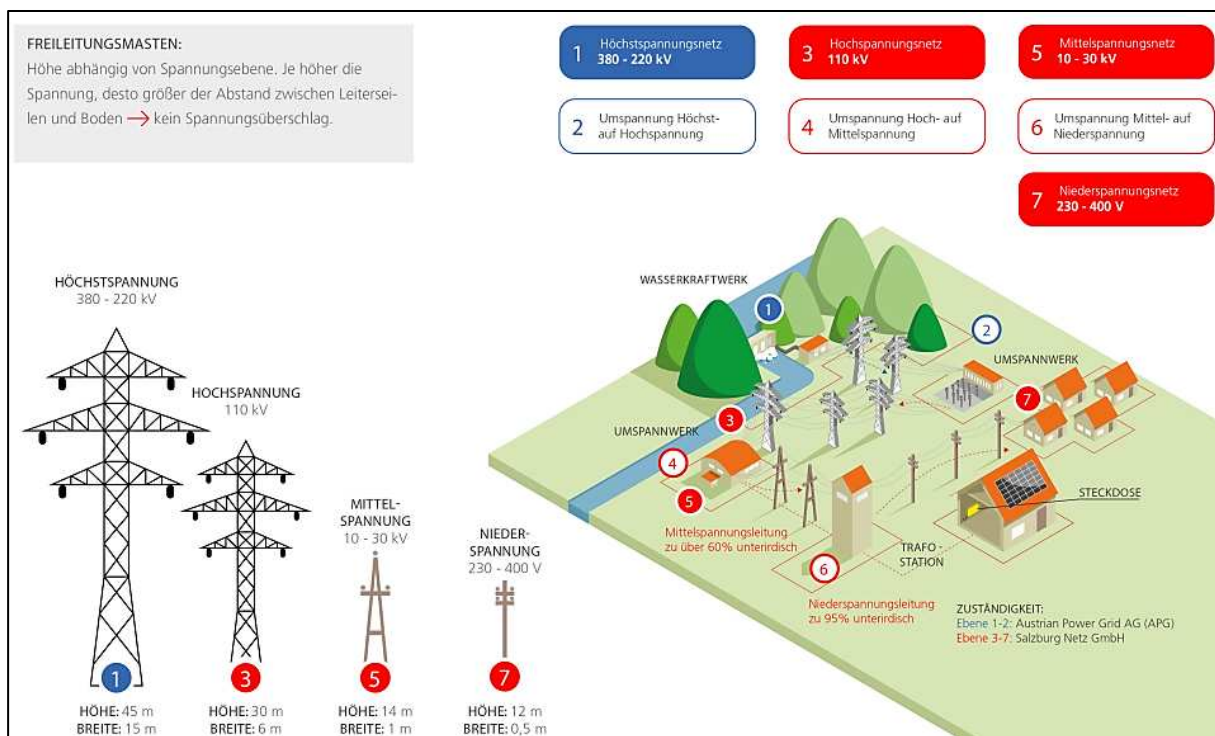 FREILEITUNGSMASTEN:
Höhe abhängig von Spannungsebene. Je höher die
Spannung, desto größer der Abstand zwischen Leitersei-
len und Boden → kein Spannungsüberschlag.
1 Höchstspannungsnetz
380 - 220 kV
3 Hochspannungsnetz
110 kV
5 Mittelspannungsnetz
10 - 30 kV
2 Umspannung Höchst-
auf Hochspannung
4 Umspannung Hoch- auf
Mittelspannung
6 Umspannung Mittel- auf
Niederspannung
7 Niederspannungsnetz
230 - 400 V
HÖCHSTSPANNUNG
380 - 220 kV
HOCHSPANNUNG
110 kV
MITTEL-
SPANNUNG
10 - 30 kV
NIEDER-
SPANNUNG
230 - 400 V
1
3
5
7
HÖHE: 45 m
BREITE: 15 m
HÖHE: 30 m
BREITE: 6 m
HÖHE: 14 m
BREITE: 1 m
HÖHE: 12 m
BREITE: 0,5 m
WASSERKRAFTWERK
1
2
UMSPANNWERK
7
3
UMSPANNWERK
4
5
STECKDOSE
Mittelspannungsleitung
zu über 60% unterirdisch
TRAFO -
STATION
6
Niederspannungsleitung
zu 95% unterirdisch
ZUSTÄNDIGKEIT:
Ebene 1-2: Austrian Power Grid AG (APG)
Ebene 3-7: Salzburg Netz GmbH